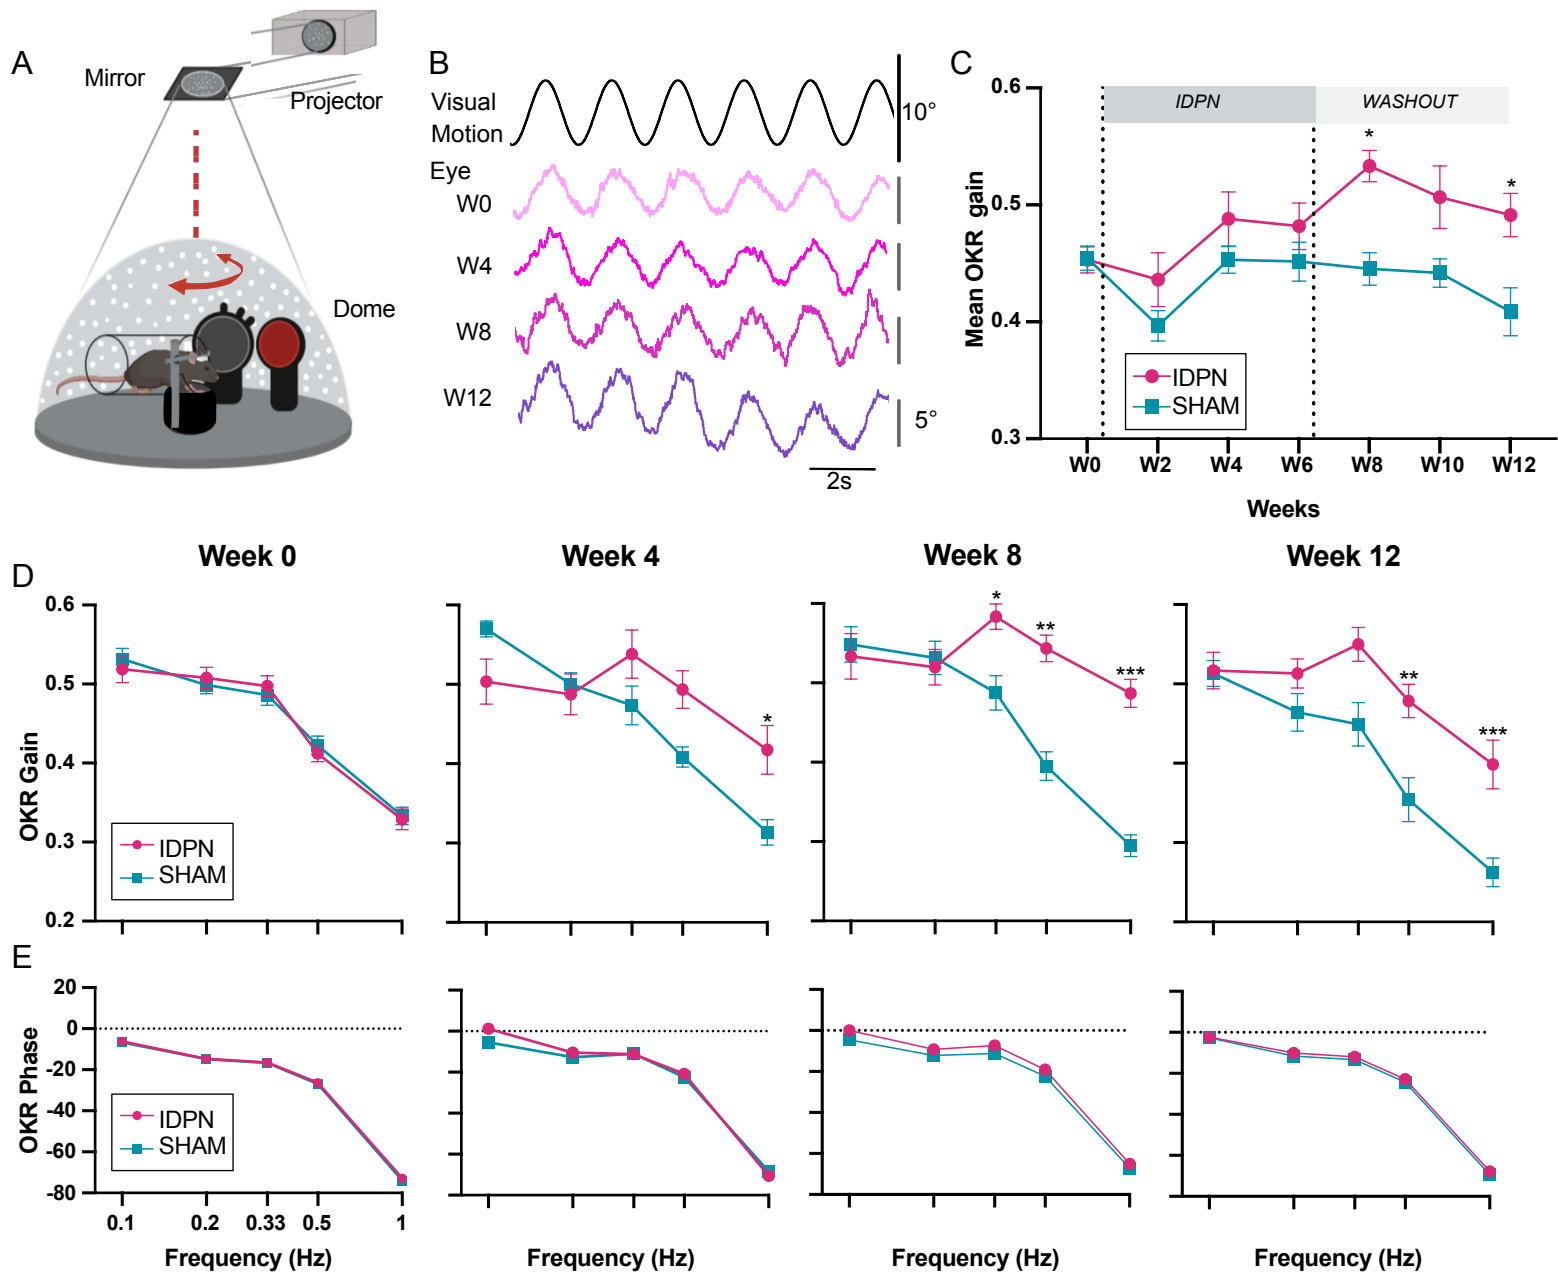 A
Mirror
Projector
Dome
B
Visual
Motion
10°
Eye
W0
W4
W8
W12
5°
2s
C
0.6
0.5
0.4
0.3
Mean OKR gain
IDPN
WASHOUT
*
*
IDPN
SHAM
W0 W2 W4 W6 W8 W10 W12
Weeks
Week 0
Week 4
Week 8
Week 12
D
0.6
0.5
0.4
0.3
0.2
OKR Gain
IDPN
SHAM
*
*
**
***
**
***
E
20
0
-20
-40
-60
-80
OKR Phase
IDPN
SHAM
0.1 0.2 0.33 0.5 1
Frequency (Hz)
Frequency (Hz)
Frequency (Hz)
Frequency (Hz)